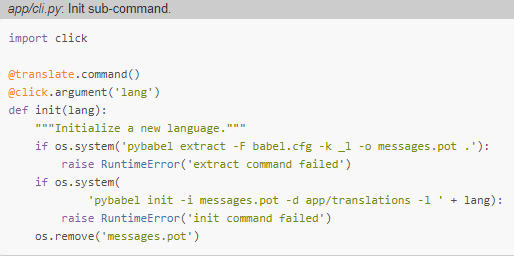 app/cli.py: Init sub-command.
import click

@translate.command()
@click.argument('lang')
def init(lang):
    """Initialize a new language."""
    if os.system('pybabel extract -F babel.cfg -k _l -o messages.pot .'):
        raise RuntimeError('extract command failed')
    if os.system(
            'pybabel init -i messages.pot -d app/translations -l ' + lang):
        raise RuntimeError('init command failed')
    os.remove('messages.pot')